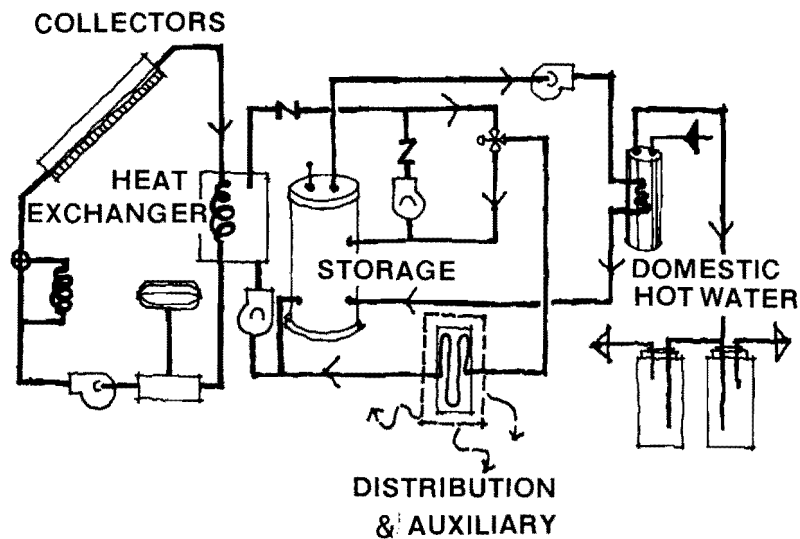 COLLECTORS
HEAT
EXCHANGER
STORAGE
DOMESTIC
HOT WATER
DISTRIBUTION
& AUXILIARY